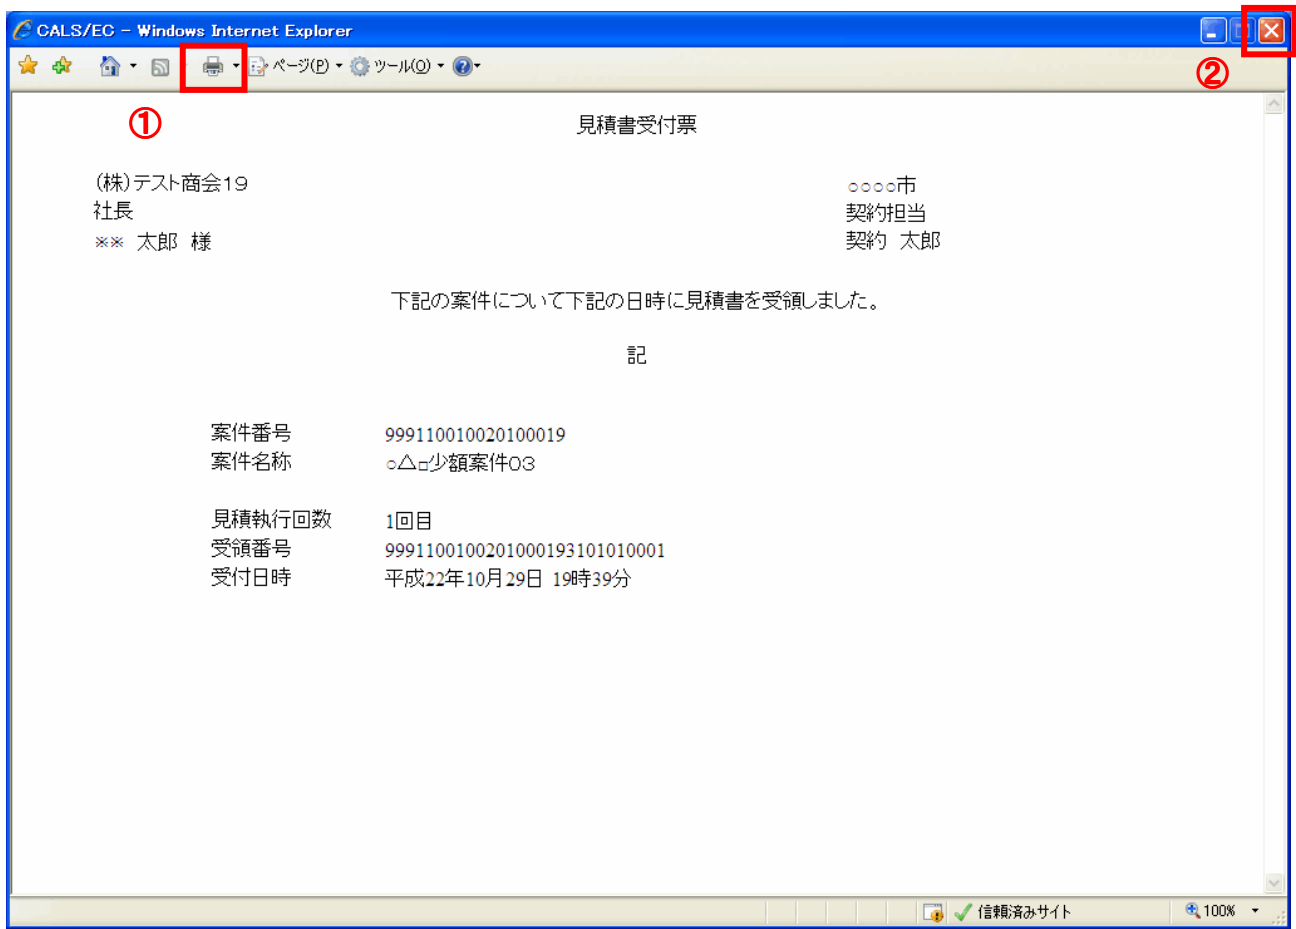 CALS/EC - Windows Internet Explorer
ページ(P) ツール(O)
①
②
見積書受付票
(株)テスト商会19
社長
※※ 太郎 様
○○○○市
契約担当
契約 太郎
下記の案件について下記の日時に見積書を受領しました。
記
案件番号 999110010020100019
案件名称 ○△□少額案件03
見積執行回数 1回目
受領番号 9991100100201000193101010001
受付日時 平成22年10月29日 19時39分
信頼済みサイト 100%